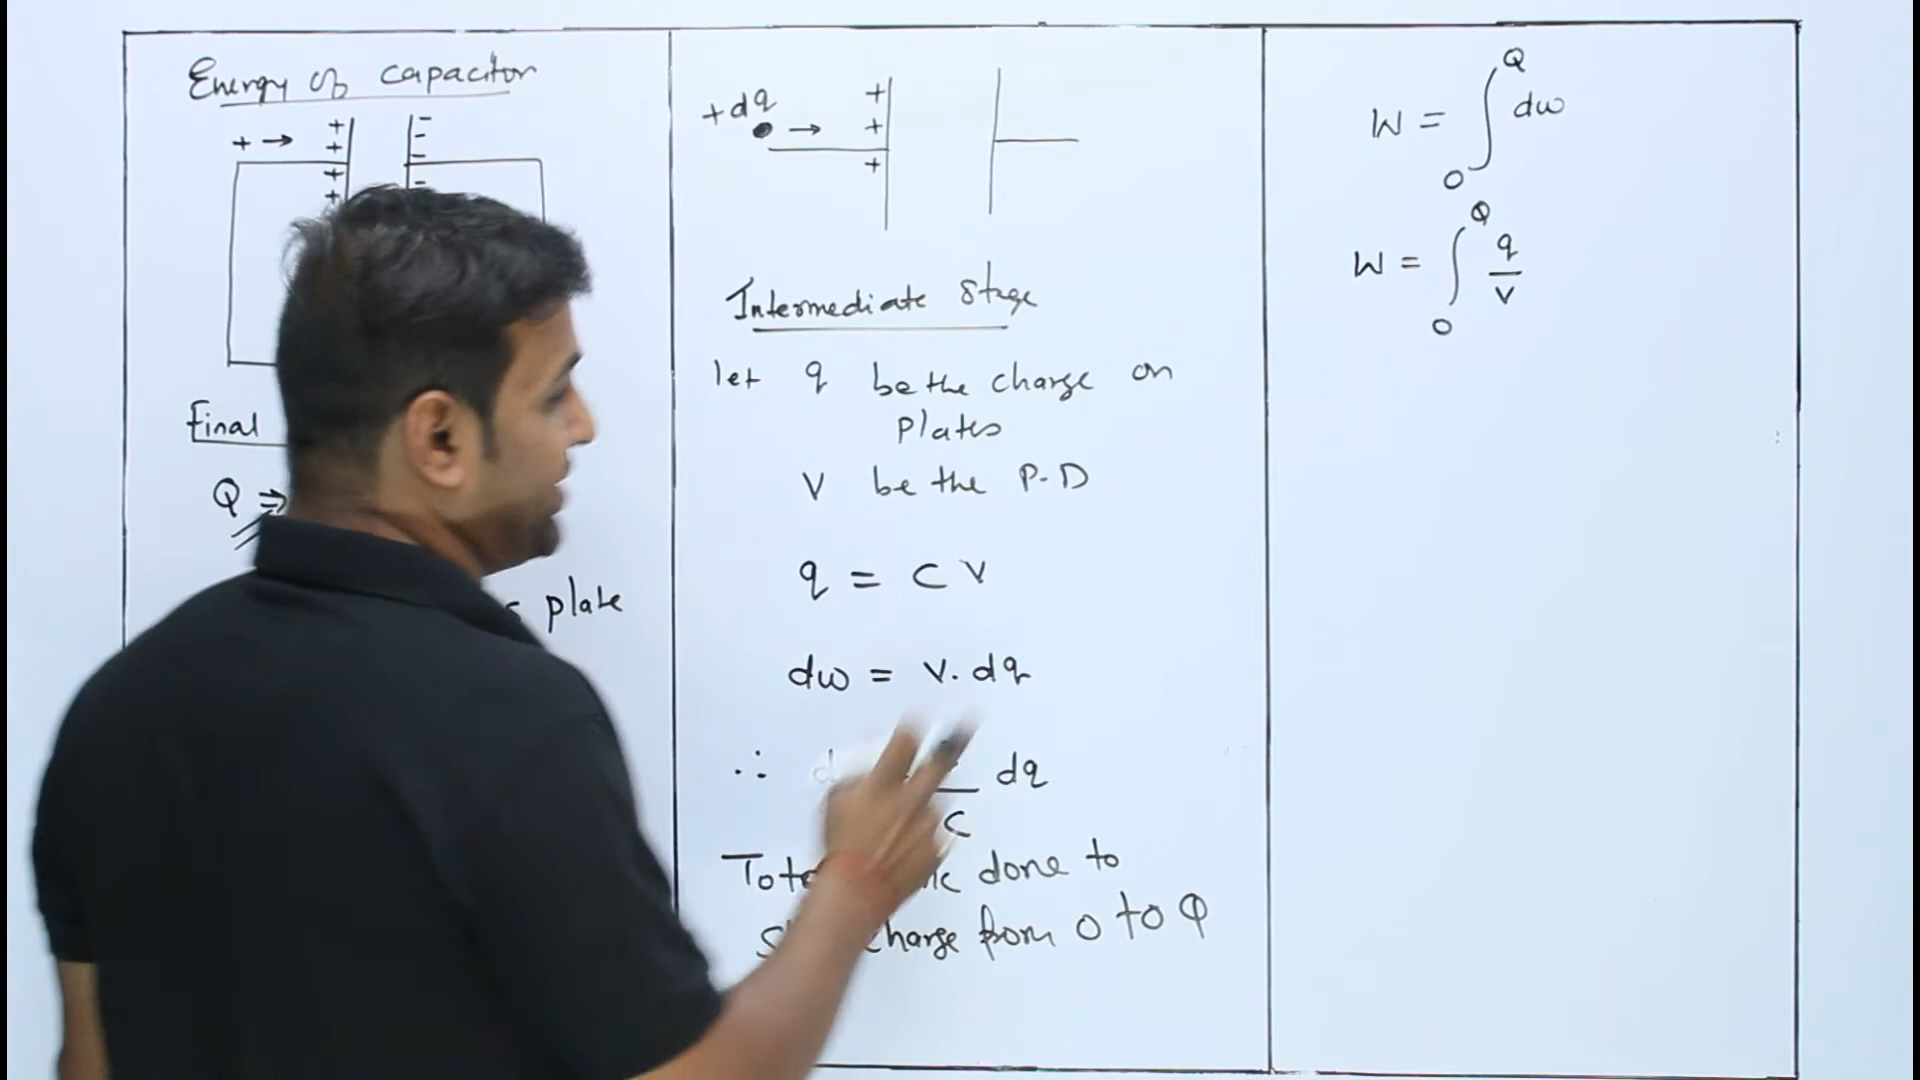 Energy of capacitor
+ →
+ -
+ -
+ -
+ -
Final
Q ⇒
plate
+dq
→
+
+
+
Intermediate Stage
let q be the charge on
plates
V be the P.D
q = CV
dw = V. dq
∴ dq
C
done to
charge from 0 to Q
W = ∫₀^Q dw
W = ∫₀^Q q/V